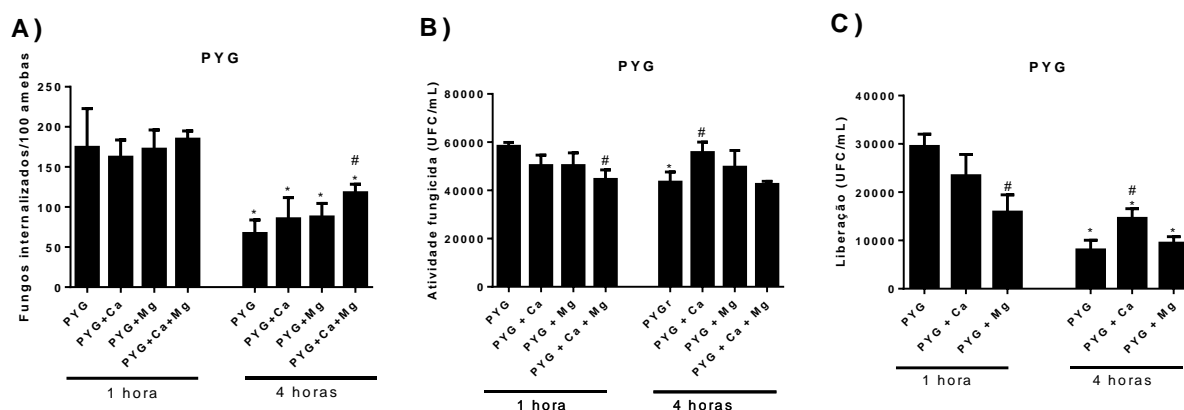 A)
PYG
Fungos internalizados/100 amebas
250
200
150
100
50
0
*
*
*
#
*
PYG
PYG+Ca
PYG+Mg
PYG+Ca+Mg
PYG
PYG+Ca
PYG+Mg
PYG+Ca+Mg
1 hora
4 horas
B)
PYG
Atividade fungicida (UFC/mL)
80000
60000
40000
20000
0
#
*
#
PYG
PYG + Ca
PYG + Mg
PYG + Ca + Mg
PYGr
PYG + Ca
PYG + Mg
PYG + Ca + Mg
1 hora
4 horas
C)
PYG
Liberação (UFC/mL)
40000
30000
20000
10000
0
#
*
#
*
*
PYG
PYG + Ca
PYG + Mg
PYG
PYG + Ca
PYG + Mg
1 hora
4 horas